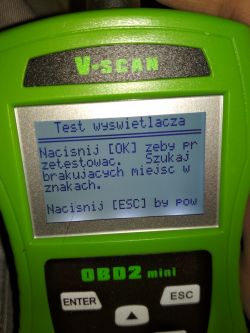 V-SCAN
Test wyswietlacza
Nacisnij [OK] zeby pr
zetestowac. Szukaj
brakujacych miejsc w
znakach.
Nacisnij [ESC] by pow
OBD2 mini
ENTER
ESC